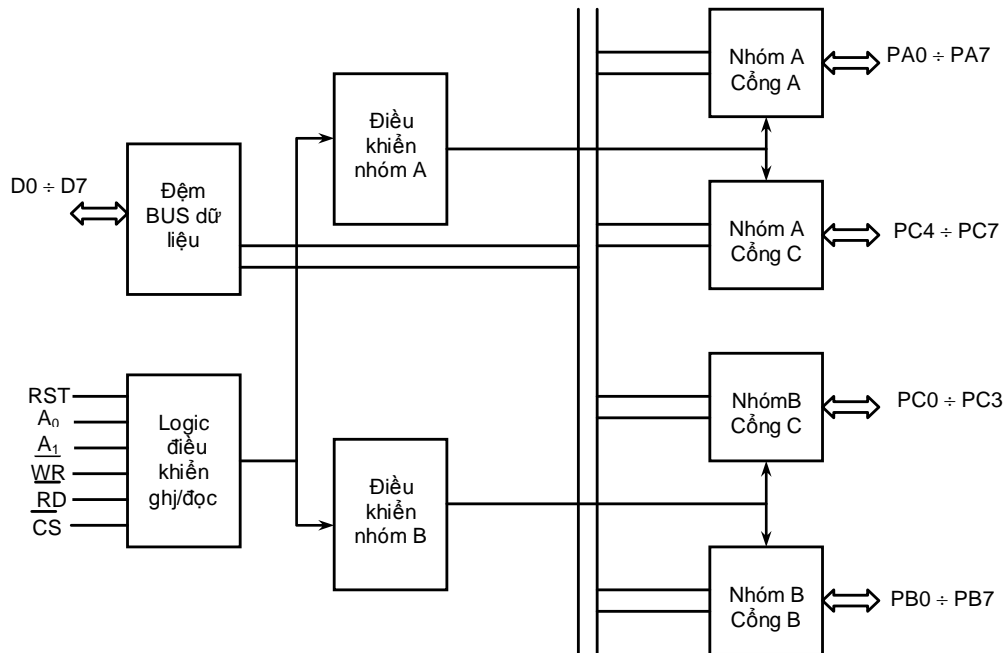 Nhóm A
Cổng A
PA0 ÷ PA7
Điều
khiển
nhóm A
D0 ÷ D7
Đệm
BUS dữ
liệu
Nhóm A
Cổng C
PC4 ÷ PC7
RST
A₀
A₁
WR
RD
CS
Logic
điều
khiển
ghị/đọc
Điều
khiển
nhóm B
NhómB
Cổng C
PC0 ÷ PC3
Nhóm B
Cổng B
PB0 ÷ PB7